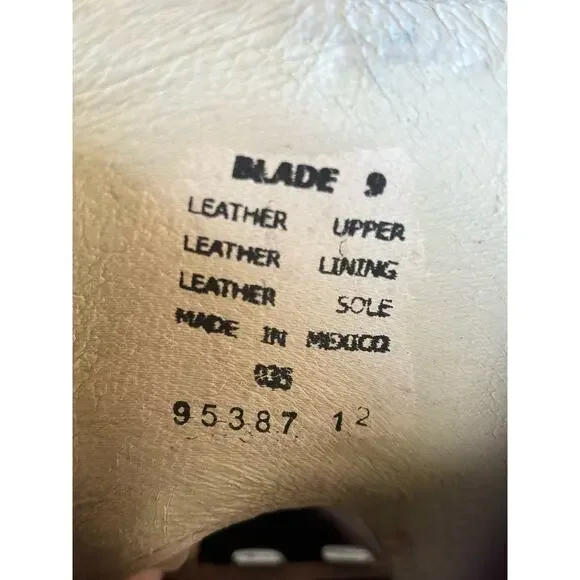 BLADE 9
LEATHER UPPER
LEATHER LINING
LEATHER SOLE
MADE IN MEXICO
035
95387 12